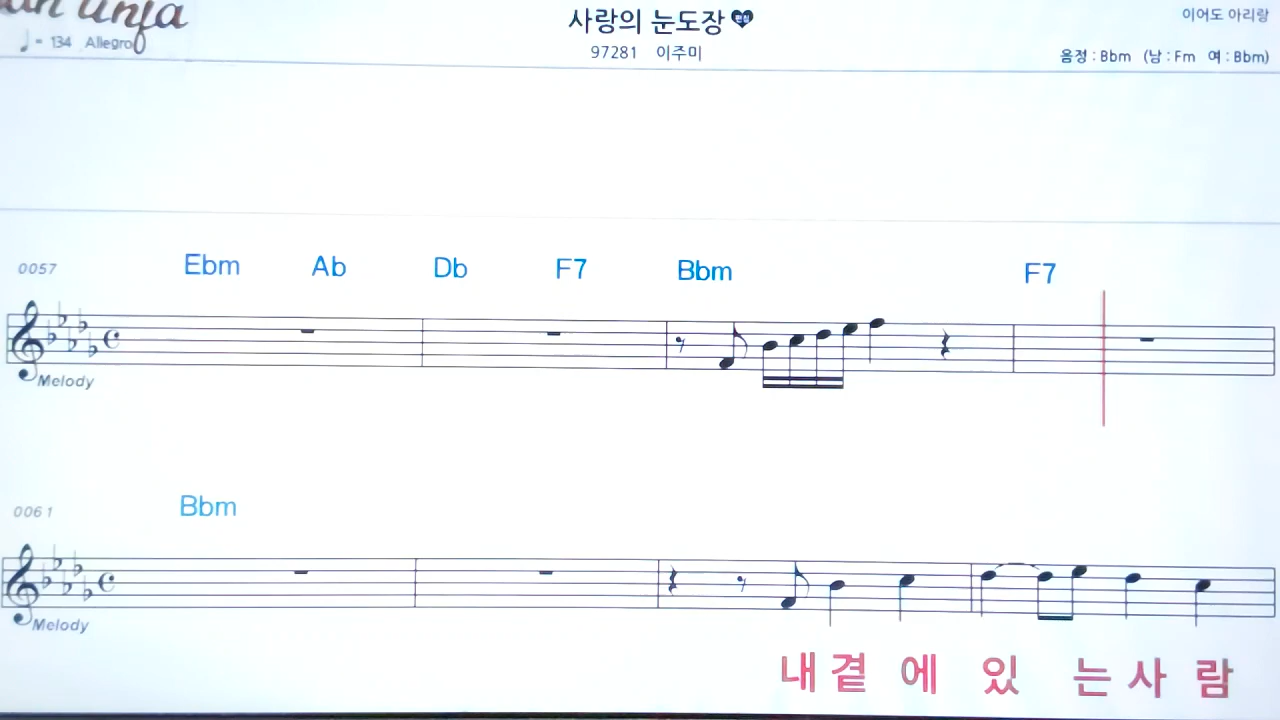 사랑의 눈도장
이어도 아리랑
♩= 134 Allegro
97281 이주미
음정 : Bbm (남 : Fm 여 : Bbm)
0057 Ebm Ab Db F7 Bbm F7
Melody
0061 Bbm
Melody
내 곁 에 있 는 사 람